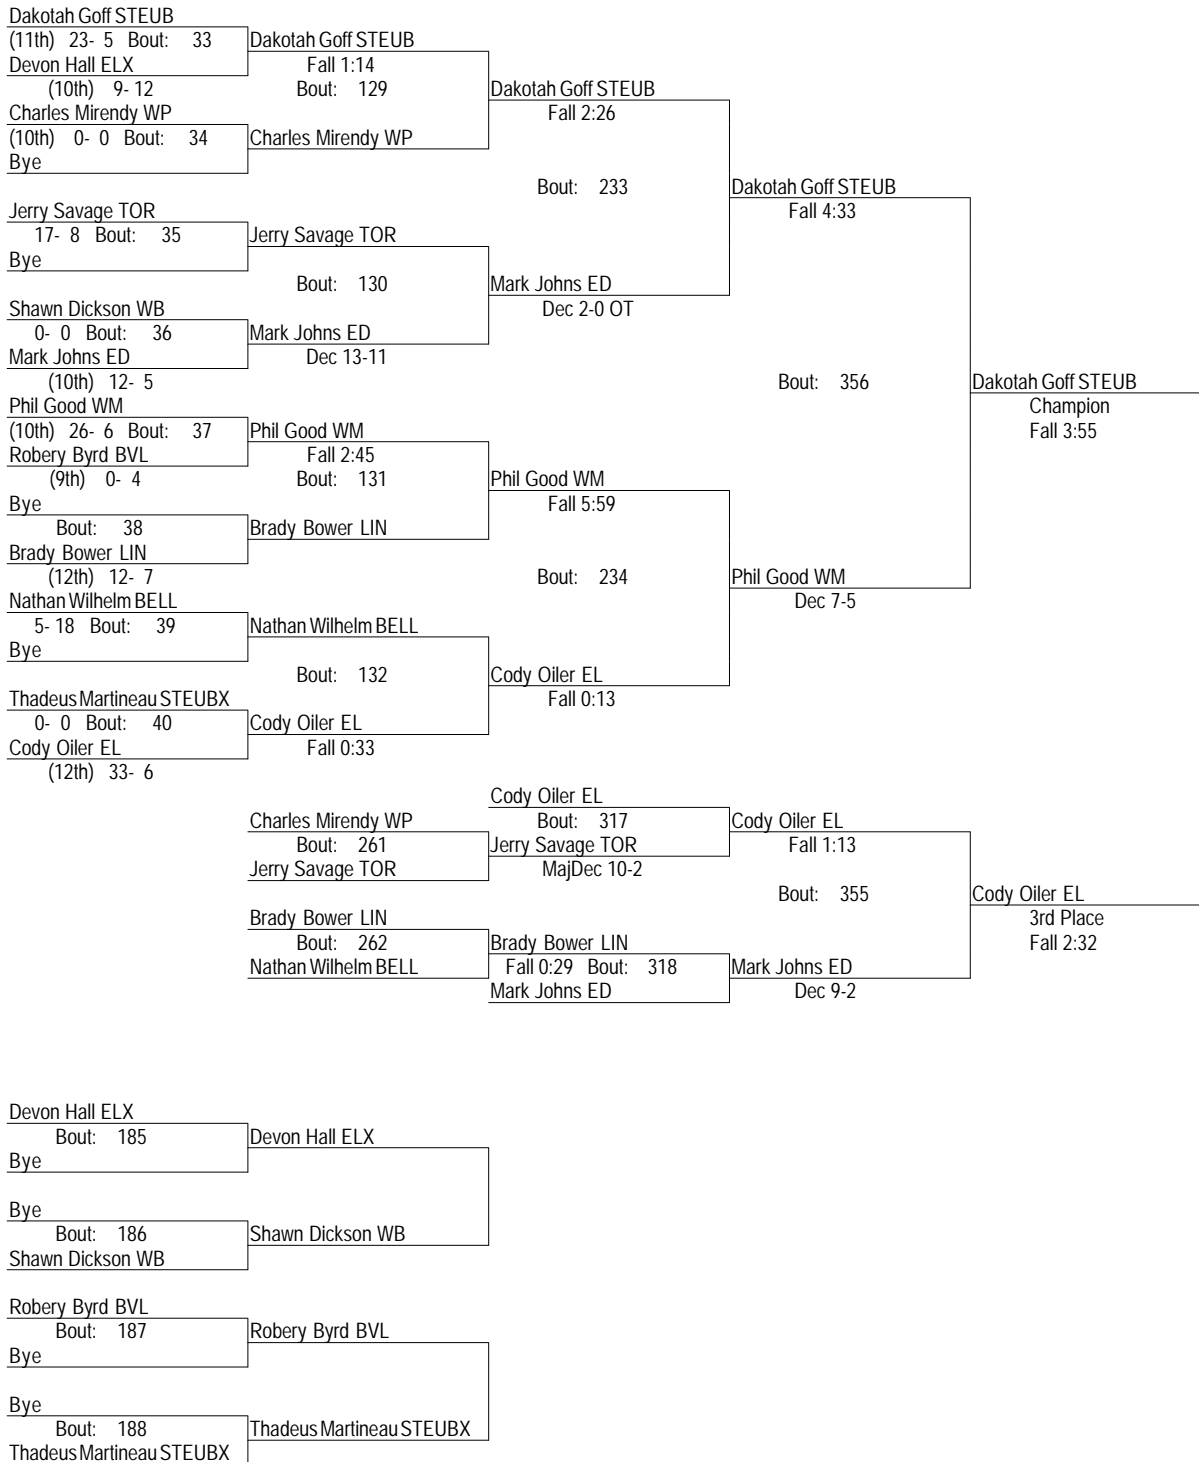 Dakotah Goff STEUB
(11th) 23- 5 Bout: 33 Dakotah Goff STEUB
Devon Hall ELX Fall 1:14
(10th) 9- 12 Bout: 129 Dakotah Goff STEUB
Charles Mirendy WP Fall 2:26
(10th) 0- 0 Bout: 34 Charles Mirendy WP
Bye
Bout: 233 Dakotah Goff STEUB
Jerry Savage TOR Fall 4:33
17- 8 Bout: 35 Jerry Savage TOR
Bye
Bout: 130 Mark Johns ED
Shawn Dickson WB Dec 2-0 OT
0- 0 Bout: 36 Mark Johns ED
Mark Johns ED Dec 13-11
(10th) 12- 5 Bout: 356 Dakotah Goff STEUB
Phil Good WM Champion
(10th) 26- 6 Bout: 37 Phil Good WM Fall 3:55
Robery Byrd BVL Fall 2:45
(9th) 0- 4 Bout: 131 Phil Good WM
Bye Fall 5:59
Bout: 38 Brady Bower LIN
Brady Bower LIN
(12th) 12- 7 Bout: 234 Phil Good WM
Nathan Wilhelm BELL Dec 7-5
5- 18 Bout: 39 Nathan Wilhelm BELL
Bye
Bout: 132 Cody Oiler EL
Thadeus Martineau STEUBX Fall 0:13
0- 0 Bout: 40 Cody Oiler EL
Cody Oiler EL Fall 0:33
(12th) 33- 6
Cody Oiler EL
Charles Mirendy WP Bout: 317 Cody Oiler EL
Bout: 261 Jerry Savage TOR Fall 1:13
Jerry Savage TOR MajDec 10-2
Bout: 355 Cody Oiler EL
Brady Bower LIN 3rd Place
Bout: 262 Brady Bower LIN Fall 2:32
Nathan Wilhelm BELL Fall 0:29 Bout: 318 Mark Johns ED
Mark Johns ED Dec 9-2
Devon Hall ELX
Bout: 185 Devon Hall ELX
Bye
Bye
Bout: 186 Shawn Dickson WB
Shawn Dickson WB
Robery Byrd BVL
Bout: 187 Robery Byrd BVL
Bye
Bye
Bout: 188 Thadeus Martineau STEUBX
Thadeus Martineau STEUBX